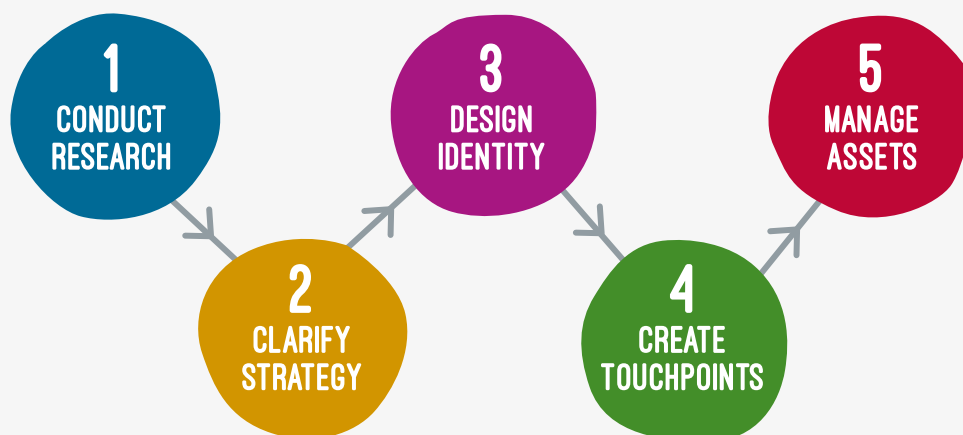 1
CONDUCT
RESEARCH
2
CLARIFY
STRATEGY
3
DESIGN
IDENTITY
4
CREATE
TOUCHPOINTS
5
MANAGE
ASSETS